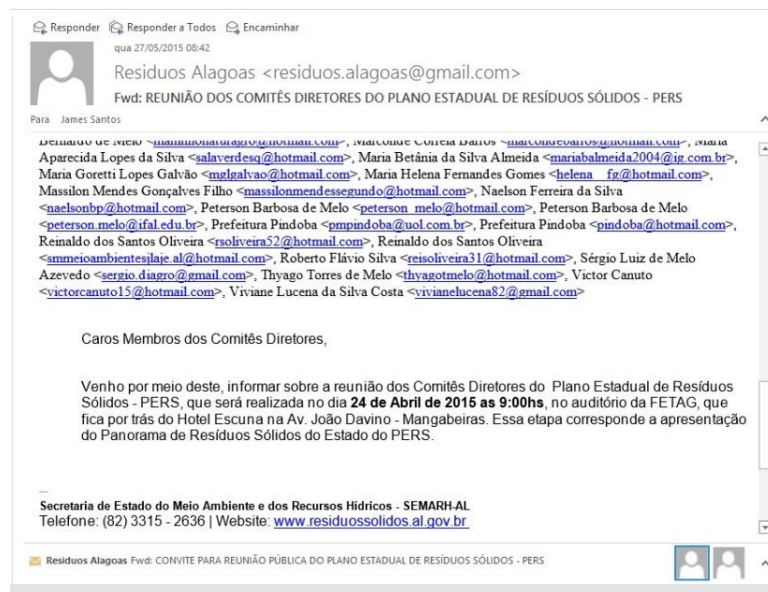 Responder Responder a Todos Encaminhar
qua 27/05/2015 08:42
Residuos Alagoas <residuos.alagoas@gmail.com>
Fwd: REUNIÃO DOS COMITÊS DIRETORES DO PLANO ESTADUAL DE RESÍDUOS SÓLIDOS - PERS
Para James Santos
Bernardo de Melo <mammonaturagro@hotmail.com>, Marconde Correia Barros <marcondebarros@hotmail.com>, Maria
Aparecida Lopes da Silva <salaverdesq@hotmail.com>, Maria Betânia da Silva Almeida <mariabalmeida2004@ig.com.br>,
Maria Goretti Lopes Galvão <mglgalvao@hotmail.com>, Maria Helena Fernandes Gomes <helena_fg@hotmail.com>,
Massilon Mendes Gonçalves Filho <massilonmendessegundo@hotmail.com>, Naelson Ferreira da Silva
<naelsonbp@hotmail.com>, Peterson Barbosa de Melo <peterson_melo@hotmail.com>, Peterson Barbosa de Melo
<peterson.melo@ifal.edu.br>, Prefeitura Pindoba <pmpindoba@uol.com.br>, Prefeitura Pindoba <pindoba@hotmail.com>,
Reinaldo dos Santos Oliveira <rsoliveira52@hotmail.com>, Reinaldo dos Santos Oliveira
<smmeioambientesjlaje.al@hotmail.com>, Roberto Flávio Silva <reisoliveira31@hotmail.com>, Sérgio Luiz de Melo
Azevedo <sergio.diagro@gmail.com>, Thyago Torres de Melo <thyagotmelo@hotmail.com>, Victor Canuto
<victorcanuto15@hotmail.com>, Viviane Lucena da Silva Costa <vivianelucena82@gmail.com>
Caros Membros dos Comitês Diretores,
Venho por meio deste, informar sobre a reunião dos Comitês Diretores do Plano Estadual de Resíduos
Sólidos - PERS, que será realizada no dia 24 de Abril de 2015 as 9:00hs, no auditório da FETAG, que
fica por trás do Hotel Escuna na Av. João Davino - Mangabeiras. Essa etapa corresponde a apresentação
do Panorama de Resíduos Sólidos do Estado do PERS.
--
Secretaria de Estado do Meio Ambiente e dos Recursos Hídricos - SEMARH-AL
Telefone: (82) 3315 - 2636 | Website: www.residuossolidos.al.gov.br
Residuos Alagoas Fwd: CONVITE PARA REUNIÃO PÚBLICA DO PLANO ESTADUAL DE RESÍDUOS SÓLIDOS - PERS